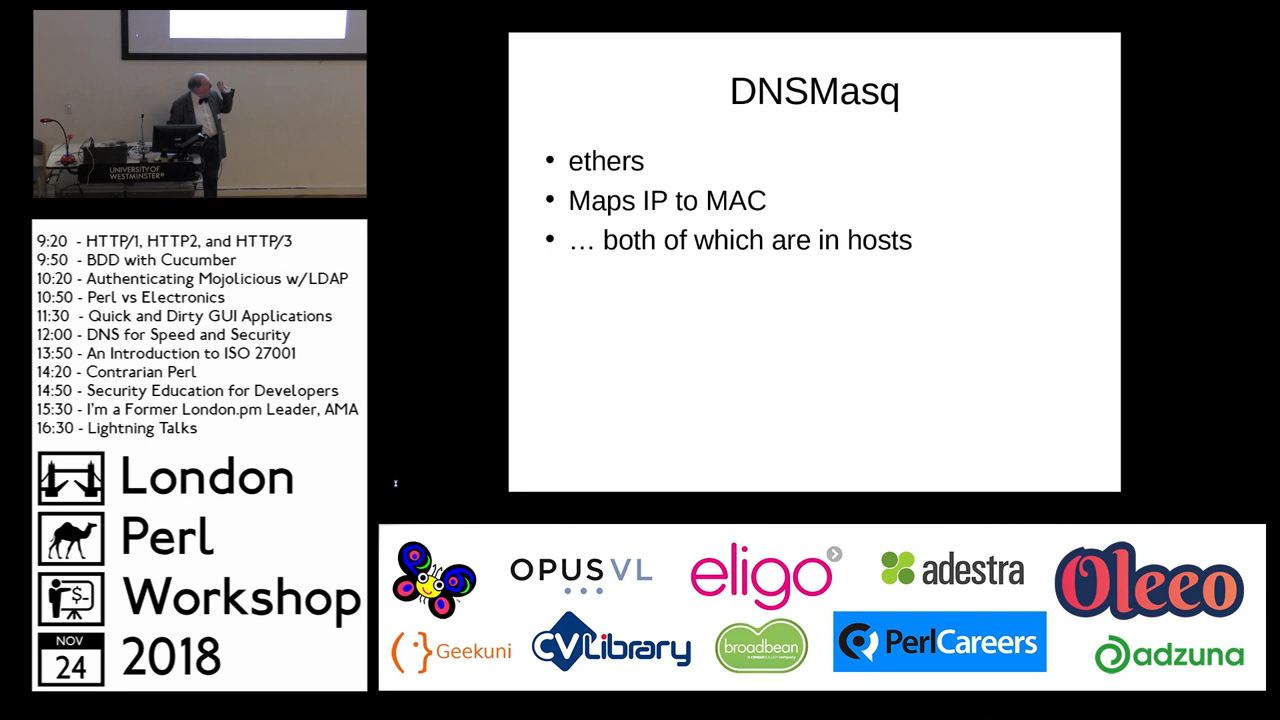 UNIVERSITY OF
WESTMINSTER
DNSMasq
• ethers
• Maps IP to MAC
• … both of which are in hosts
9:20 - HTTP/1, HTTP2, and HTTP/3
9:50 - BDD with Cucumber
10:20 - Authenticating Mojolicious w/LDAP
10:50 - Perl vs Electronics
11:30 - Quick and Dirty GUI Applications
12:00 - DNS for Speed and Security
13:50 - An Introduction to ISO 27001
14:20 - Contrarian Perl
14:50 - Security Education for Developers
15:30 - I'm a Former London.pm Leader, AMA
16:30 - Lightning Talks
London
Perl
$-
Workshop
NOV
24
2018
OPUSVL
eligo
adestra
Oleeo
Geekuni
CVLibrary
broadbean
PerlCareers
adzuna